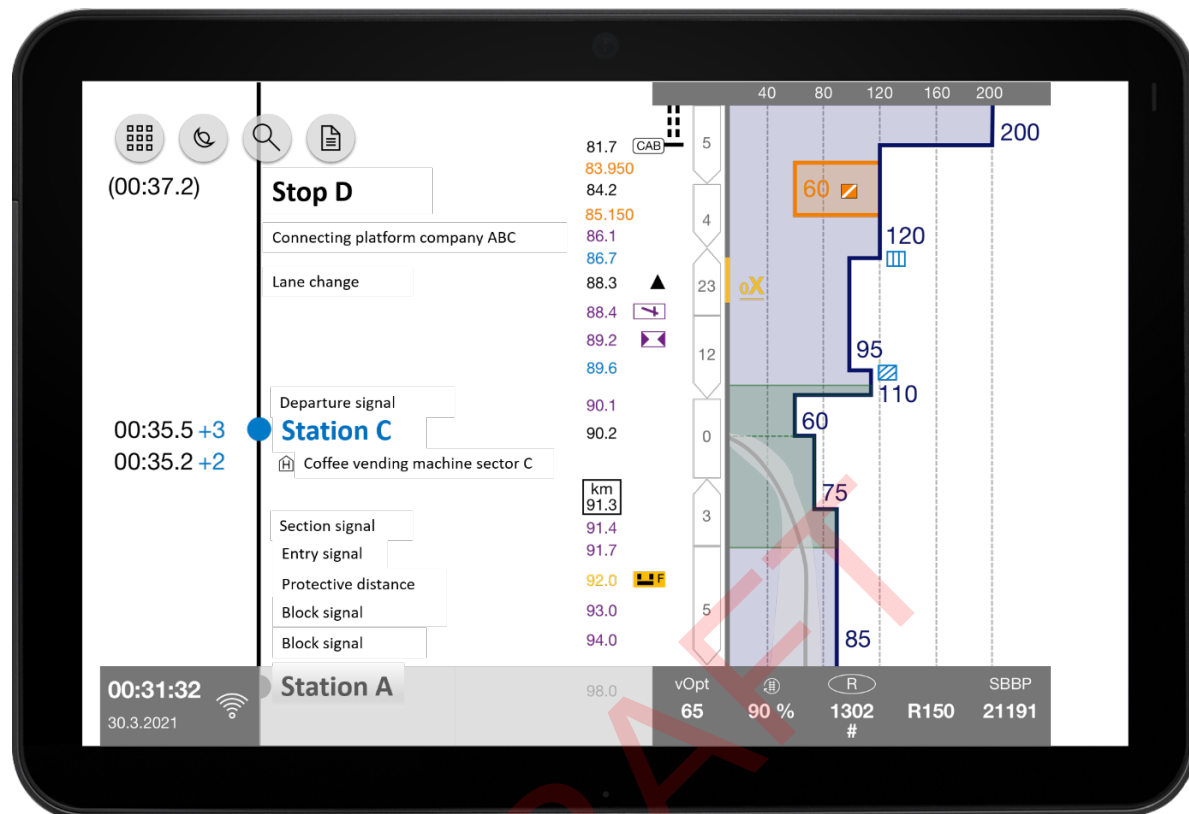 40 80 120 160 200
81.7 CAB 5 200
83.950
(00:37.2) Stop D 84.2 60
85.150 4
Connecting platform company ABC 86.1 120
86.7
Lane change 88.3 23 0X
88.4
89.2 12 95
89.6
110
Departure signal 90.1 60
00:35.5 +3 Station C 90.2 0
00:35.2 +2 H Coffee vending machine sector C
km
91.3 75
Section signal 91.4 3
Entry signal 91.7
Protective distance 92.0 F
Block signal 93.0 5
Block signal 94.0 85
00:31:32 Station A 98.0 vOpt R SBBP
30.3.2021 65 90 % 1302 R150 21191
#
DRAFT